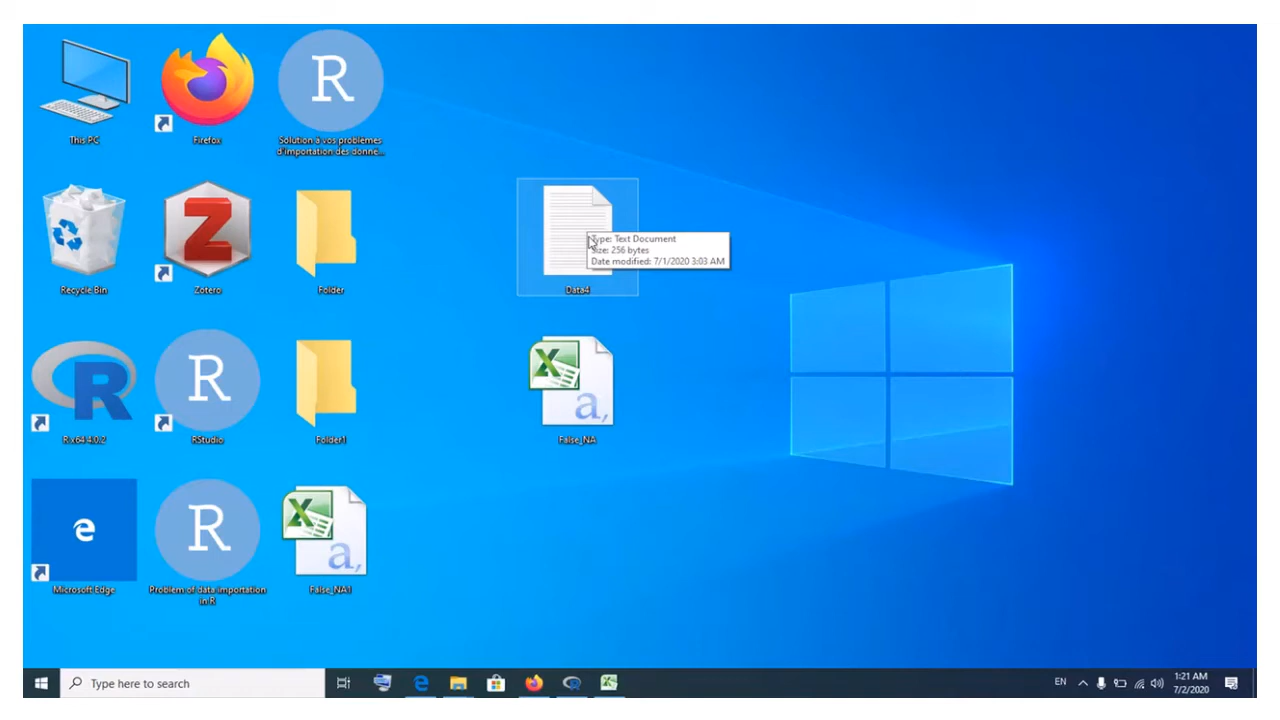 This PC
Firefox
R
Solution à vos problèmes
d'importation des donne...
Recycle Bin
Z
Zotero
Folder
Type: Text Document
Size: 256 bytes
Date modified: 7/1/2020 3:03 AM
Data4
R
R x64 4.0.2
R
RStudio
Folder1
X
a,
False_NA
e
Microsoft Edge
R
Problem of data importation
in R
X
a,
False_NA1
Type here to search
EN
1:21 AM
7/2/2020